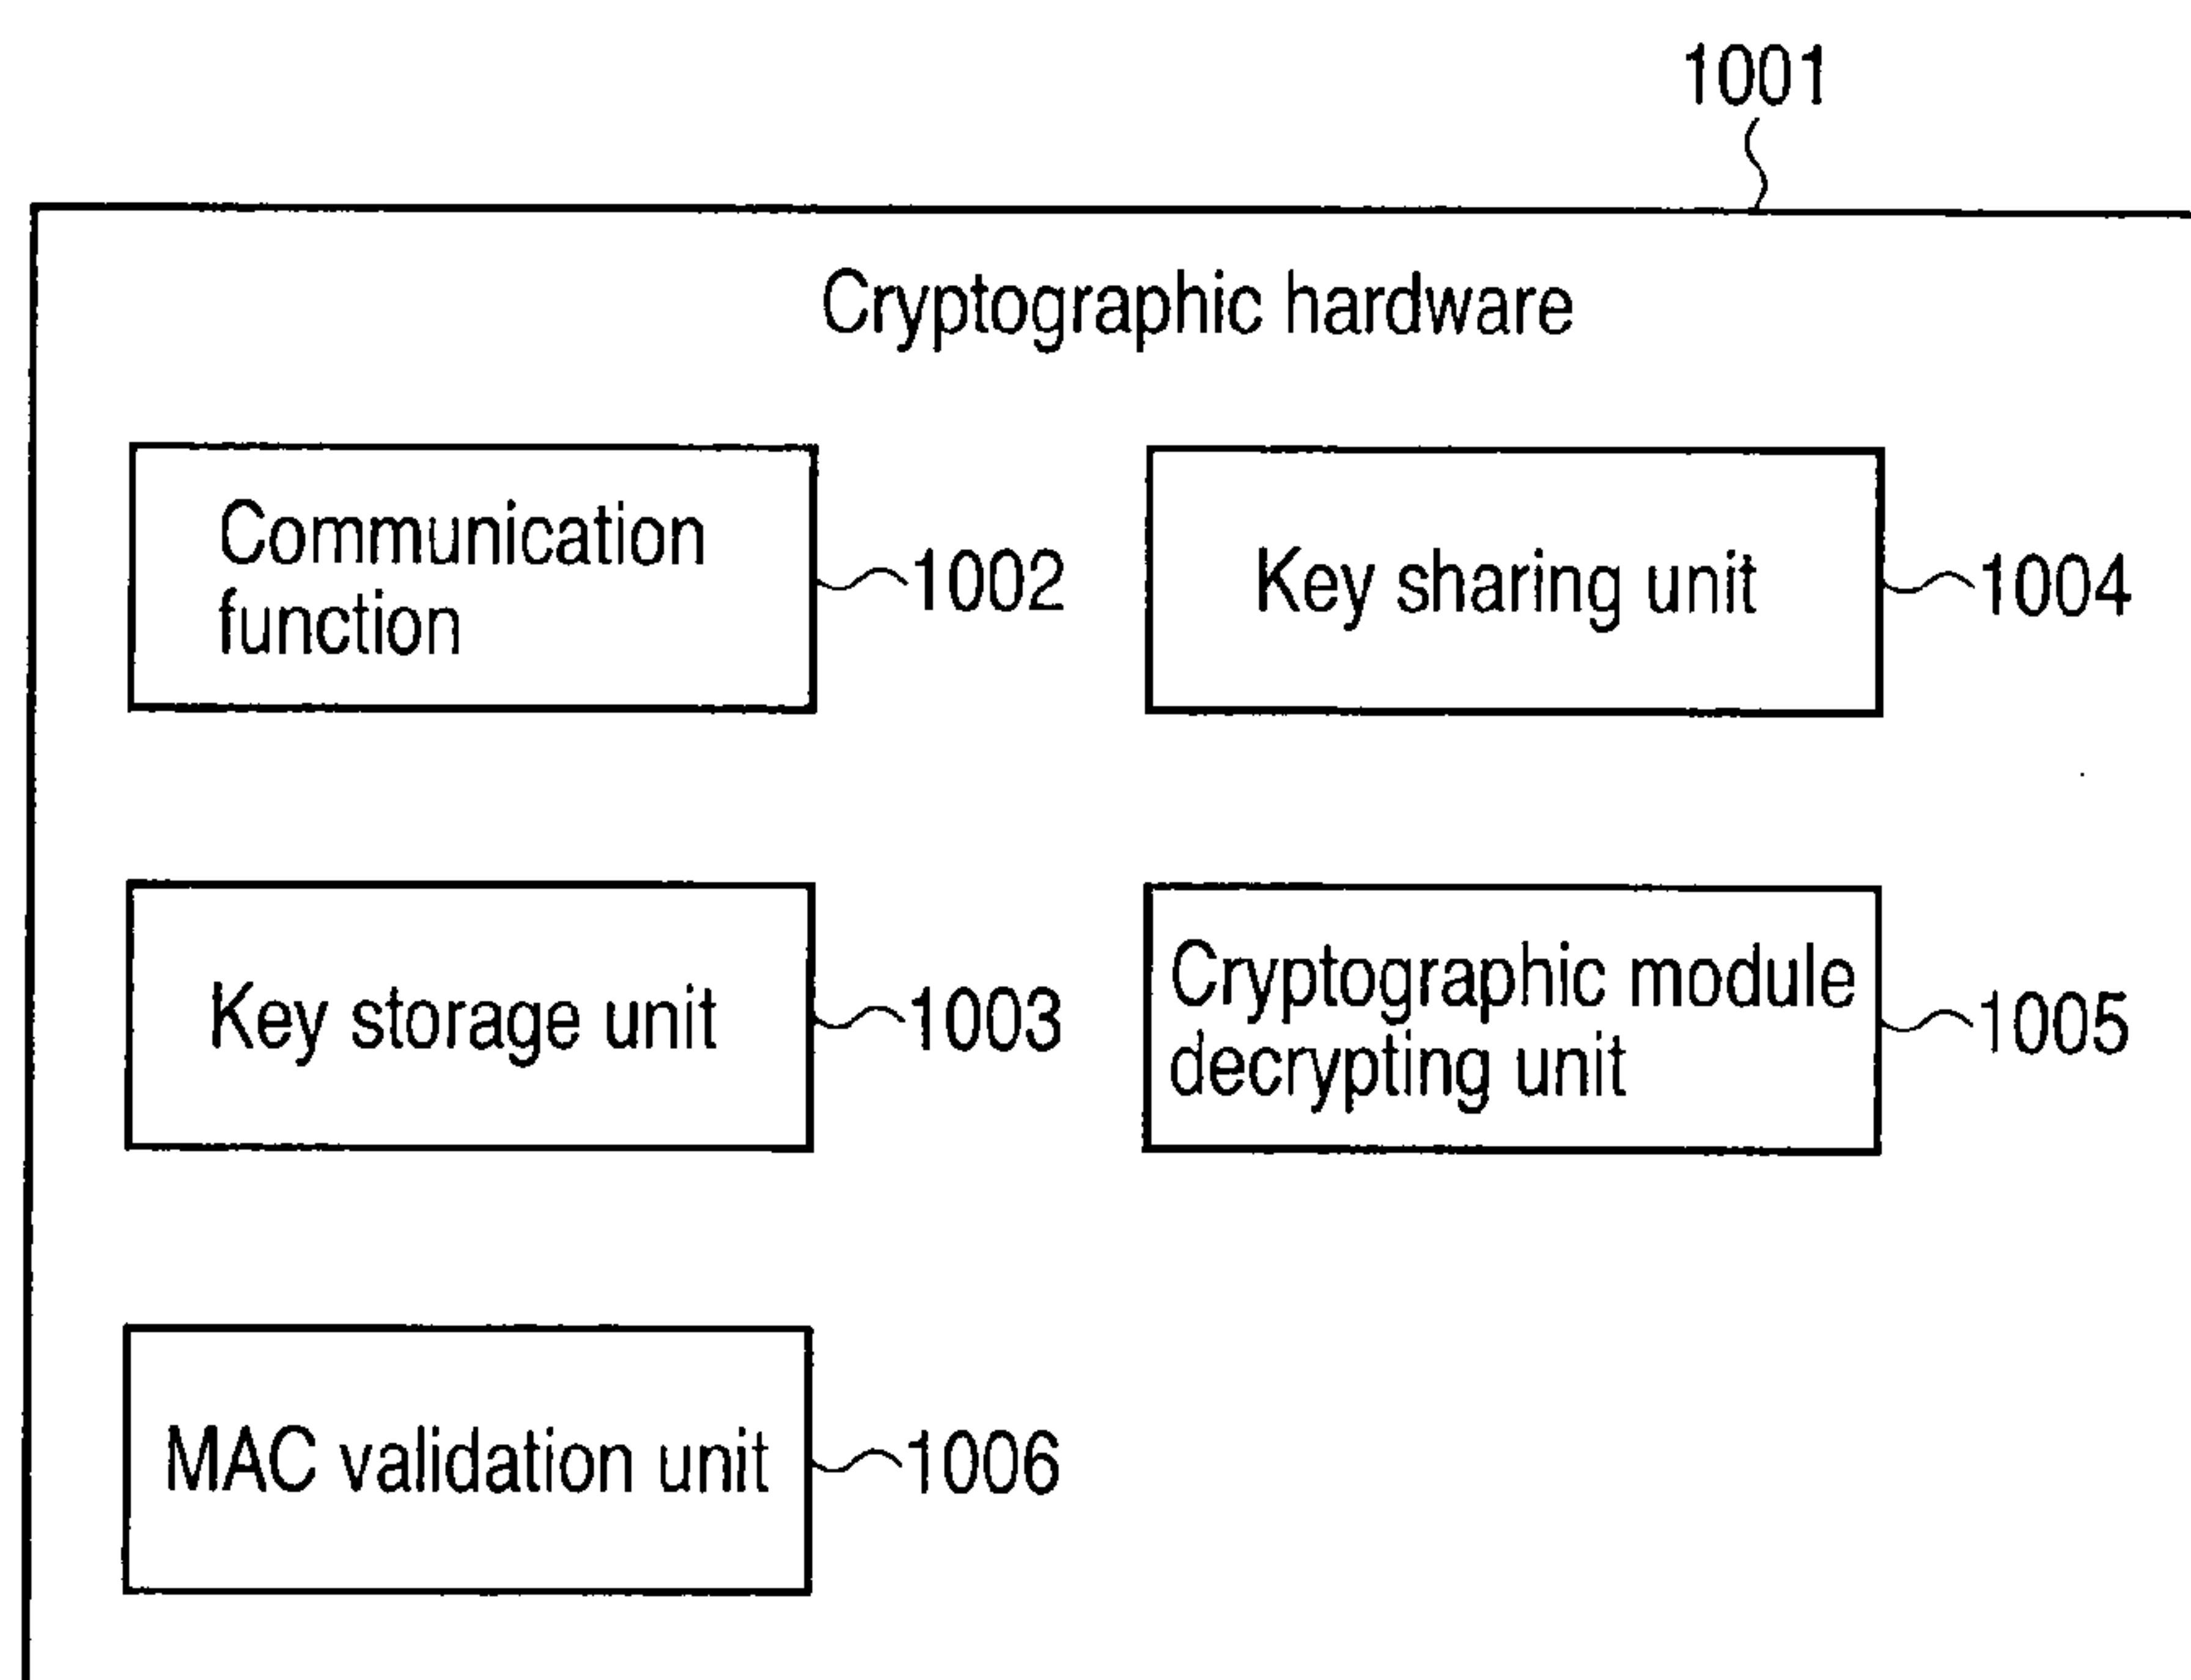 1001
Cryptographic hardware
Communication
function
1002
Key sharing unit
1004
Key storage unit
1003
Cryptographic module
decrypting unit
1005
MAC validation unit
1006